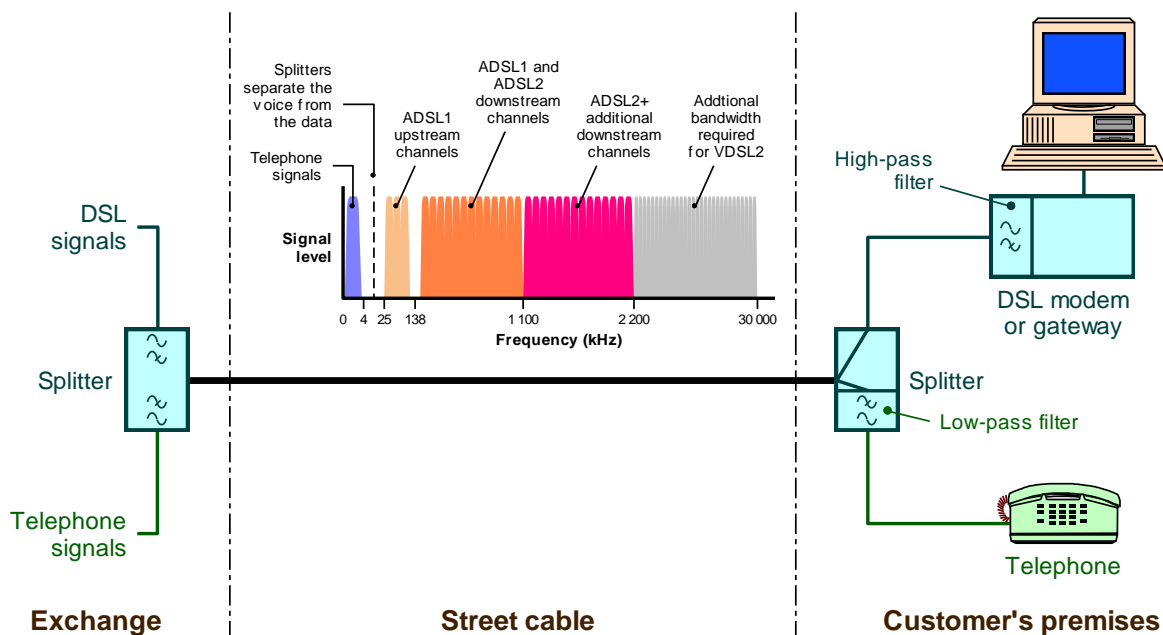 Splitters
separate the
voice from
the data
ADSL1
upstream
channels
ADSL1 and
ADSL2
downstream
channels
ADSL2+
additional
downstream
channels
Addtional
bandwidth
required
for VDSL2
Telephone
signals
Signal
level
0 4 25 138 1 100 2 200 30 000
Frequency (kHz)
DSL
signals
Splitter
Telephone
signals
High-pass
filter
DSL modem
or gateway
Splitter
Low-pass filter
Telephone
Exchange
Street cable
Customer's premises